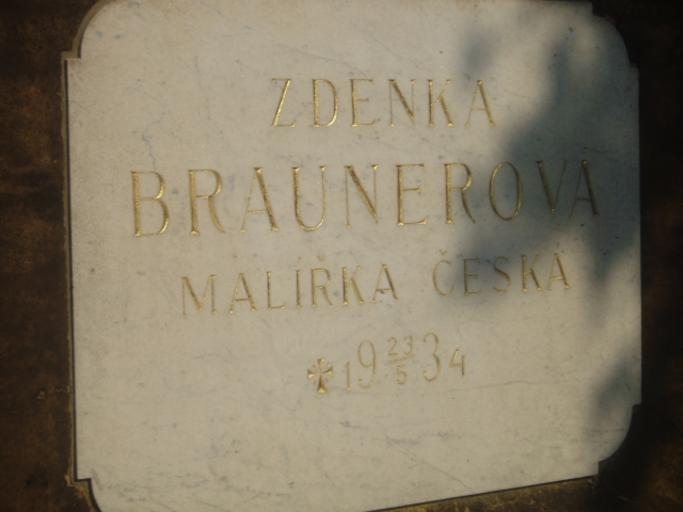 ZDENKA
BRAUNEROVA
MALÍŘKA ČESKÁ
✠ 19 23/5 34